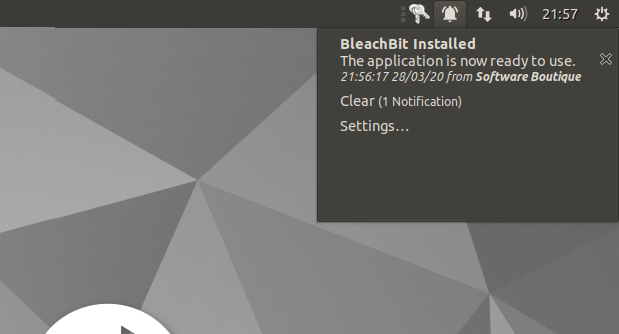 21:57
BleachBit Installed
The application is now ready to use.
21:56:17 28/03/20 from Software Boutique
Clear (1 Notification)
Settings...